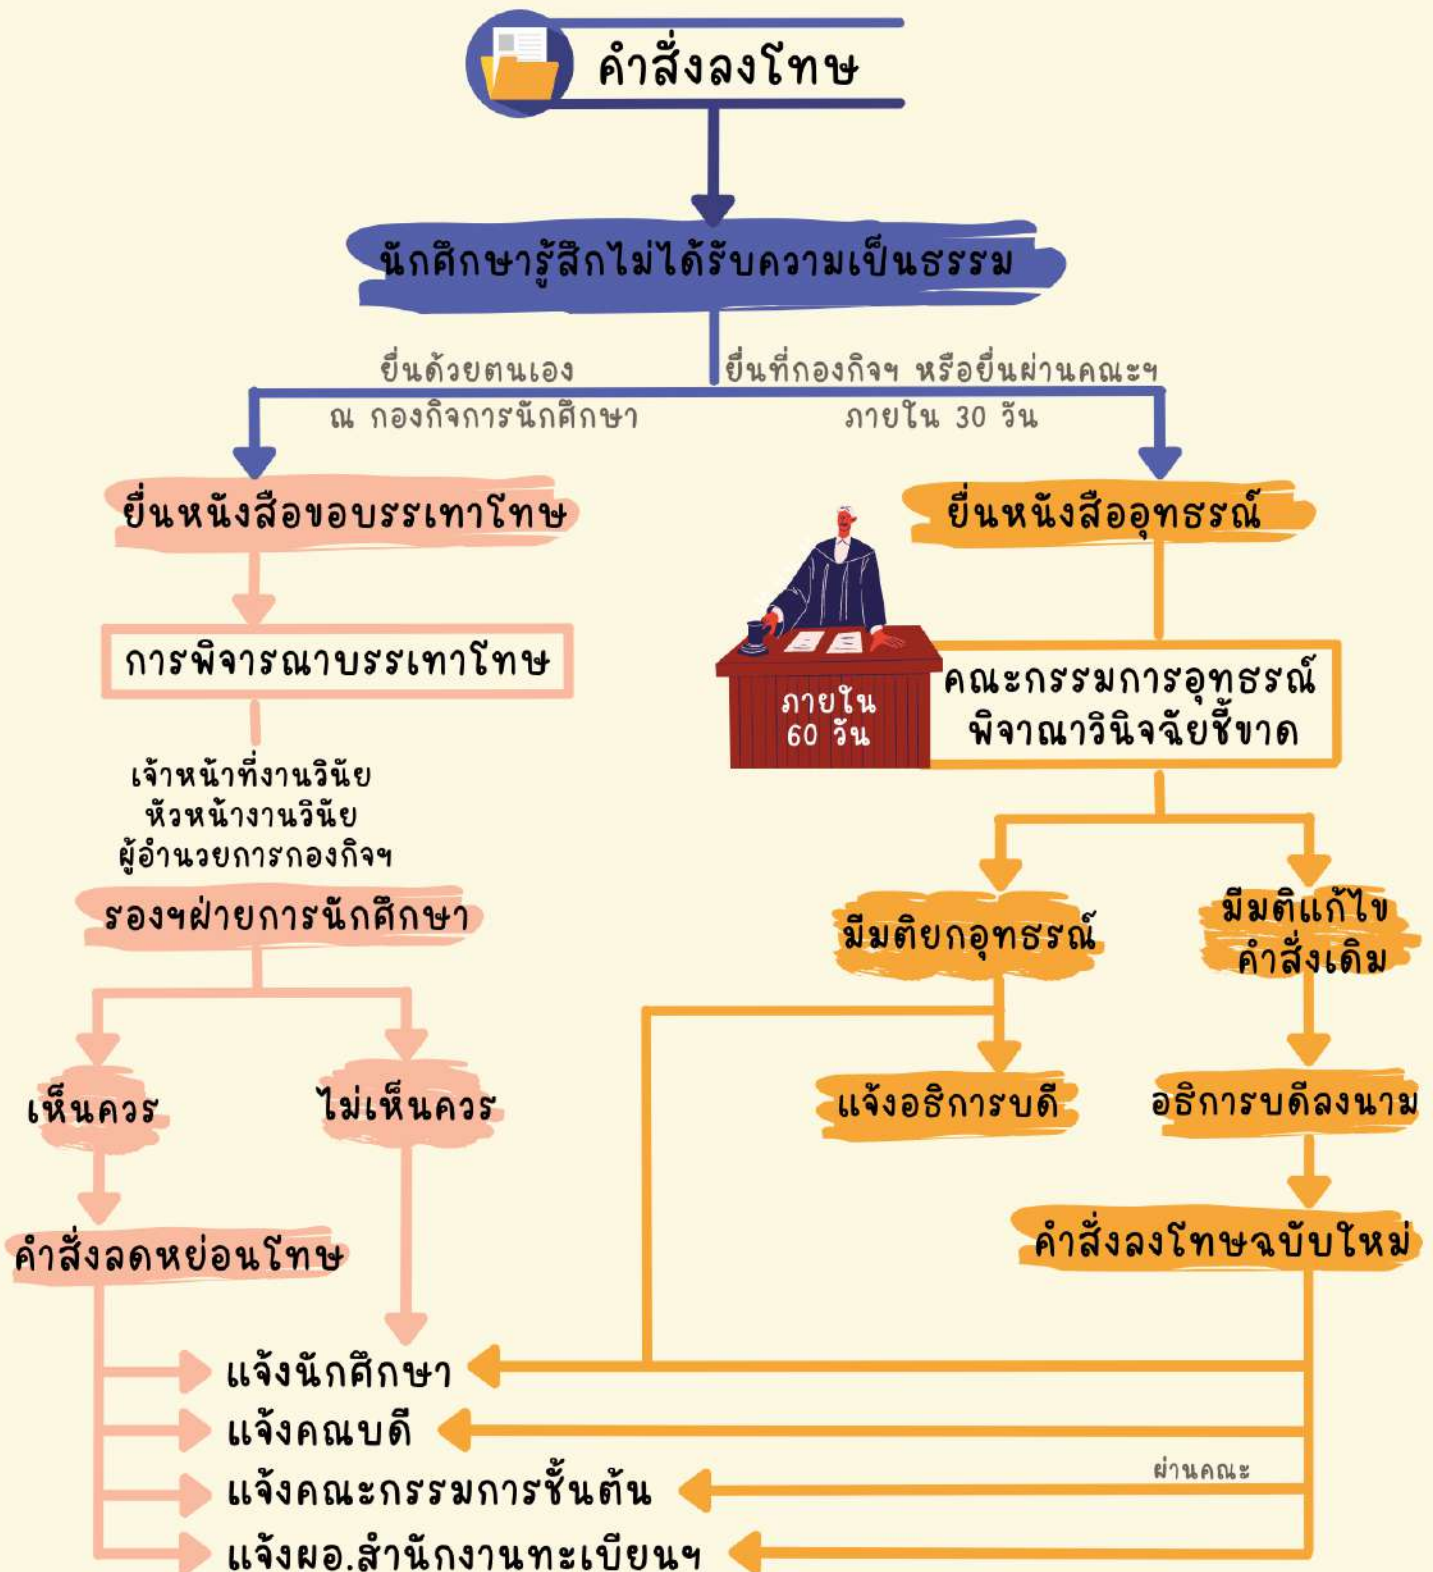 คำสั่งลงโทษ
นักศึกษารู้สึกไม่ได้รับความเป็นธรรม
ยื่นด้วยตนเอง
ณ กองกิจการนักศึกษา
ยื่นที่กองกิจฯ หรือยื่นผ่านคณะฯ
ภายใน 30 วัน
ยื่นหนังสือขอบรรเทาโทษ
ยื่นหนังสืออุทธรณ์
การพิจารณาบรรเทาโทษ
ภายใน
60 วัน
คณะกรรมการอุทธรณ์
พิจาณาวินิจฉัยชี้ขาด
เจ้าหน้าที่งานวินัย
หัวหน้างานวินัย
ผู้อำนวยการกองกิจฯ
รองฯฝ่ายการนักศึกษา
มีมติยกอุทธรณ์
มีมติแก้ไข
คำสั่งเดิม
เห็นควร
ไม่เห็นควร
แจ้งอธิการบดี
อธิการบดีลงนาม
คำสั่งลดหย่อนโทษ
คำสั่งลงโทษฉบับใหม่
แจ้งนักศึกษา
แจ้งคณบดี
แจ้งคณะกรรมการชั้นต้น
ผ่านคณะ
แจ้งผอ.สำนักงานทะเบียนฯ